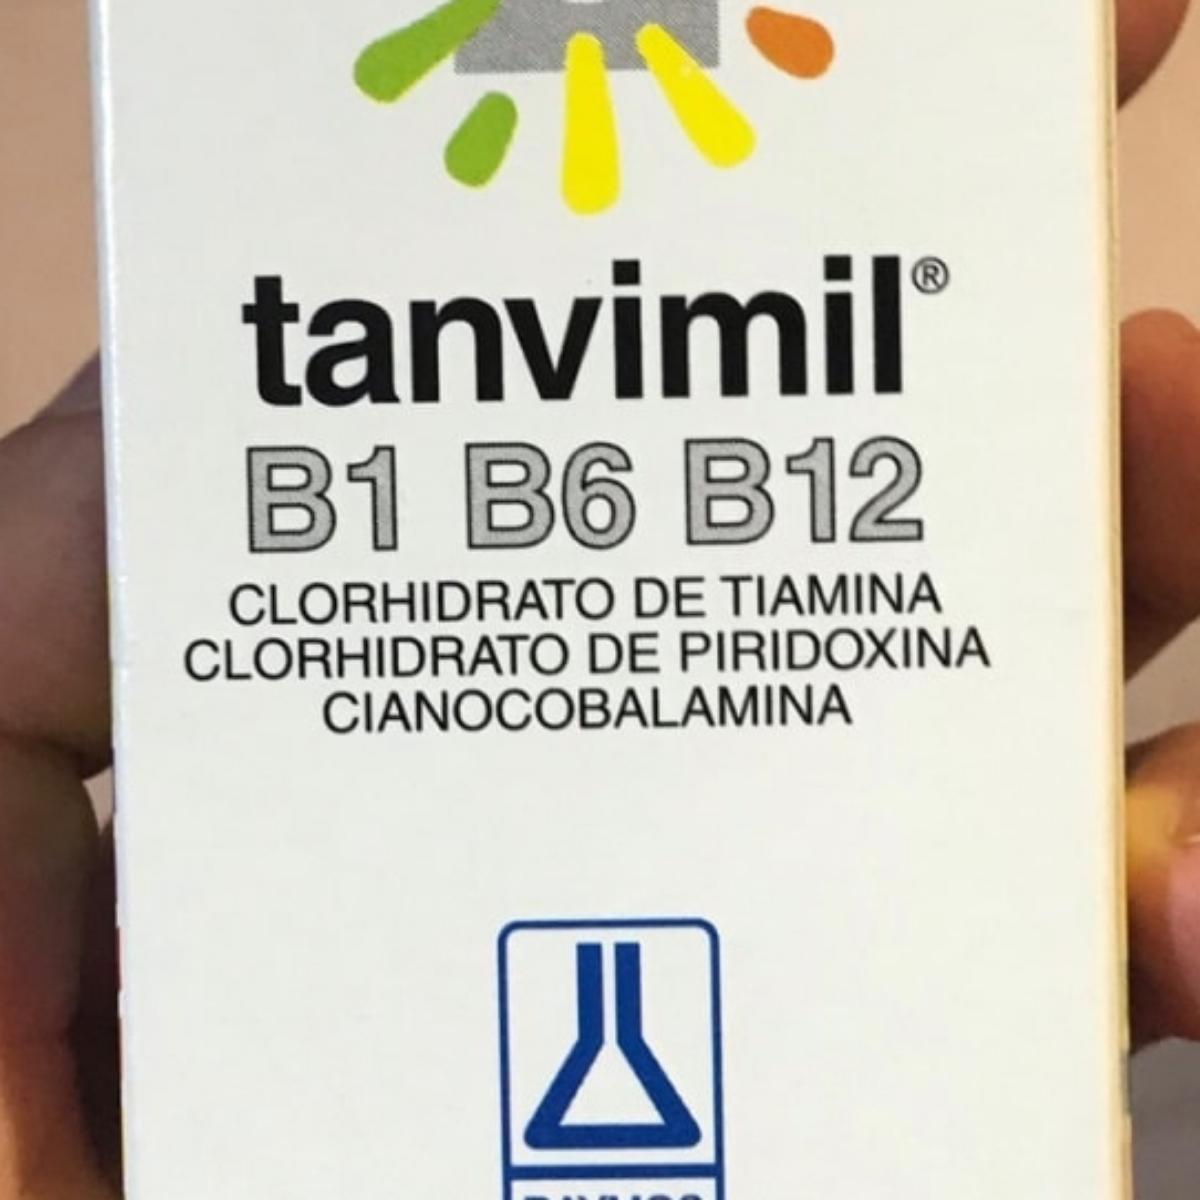 tanvimil®
B1 B6 B12
CLORHIDRATO DE TIAMINA
CLORHIDRATO DE PIRIDOXINA
CIANOCOBALAMINA